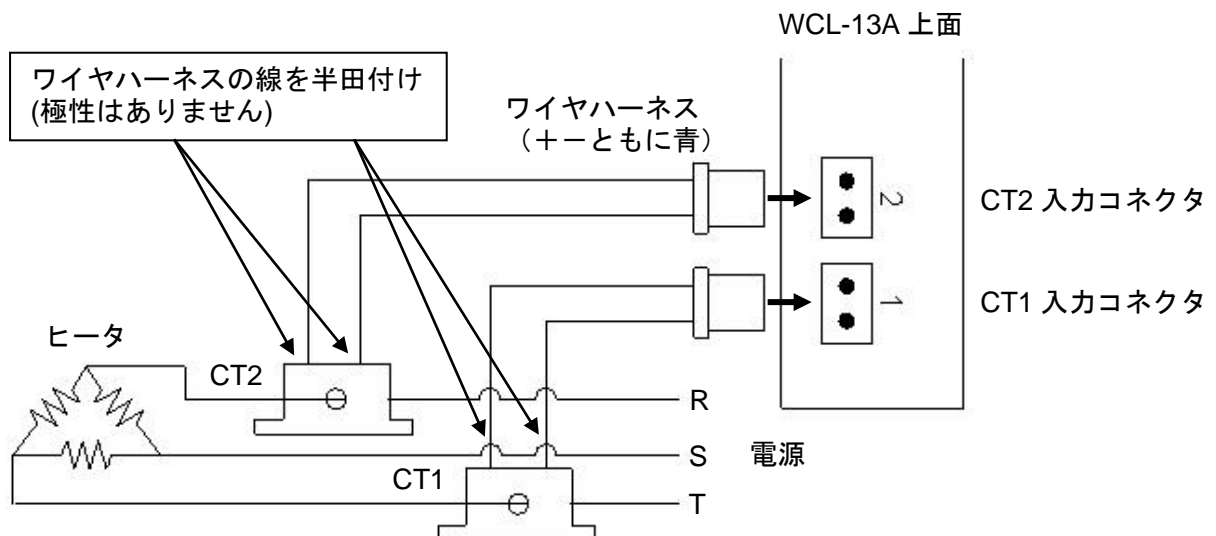 WCL-13A 上面
ワイヤハーネスの線を半田付け
(極性はありません)
ワイヤハーネス
(+-ともに青)
2
CT2 入力コネクタ
1
CT1 入力コネクタ
ヒータ
CT2
R
S
電源
CT1
T